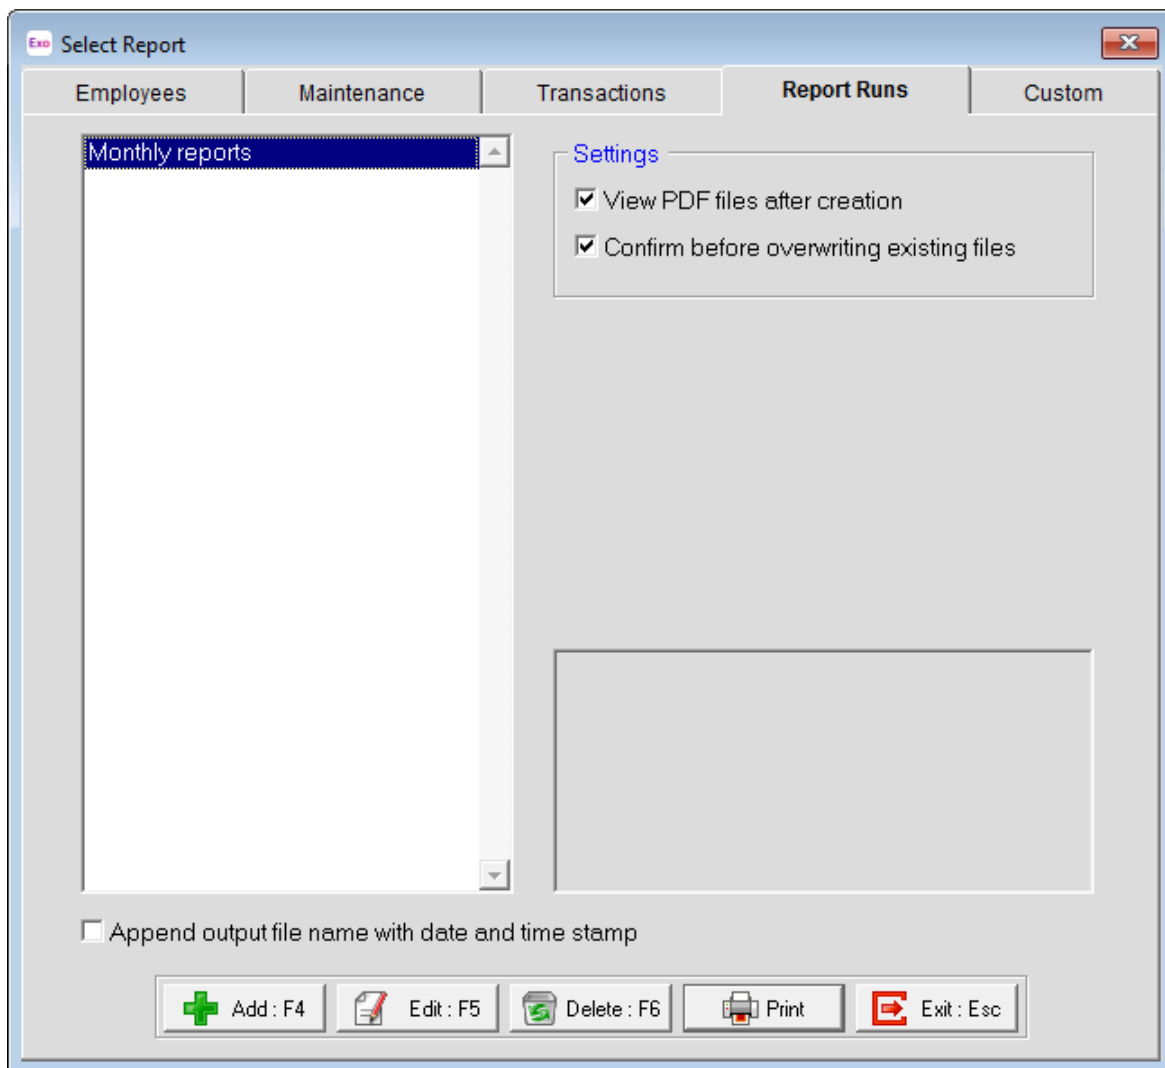 Exo Select Report
Employees Maintenance Transactions Report Runs Custom
Monthly reports
Settings
View PDF files after creation
Confirm before overwriting existing files
Append output file name with date and time stamp
Add : F4 Edit : F5 Delete : F6 Print Exit : Esc